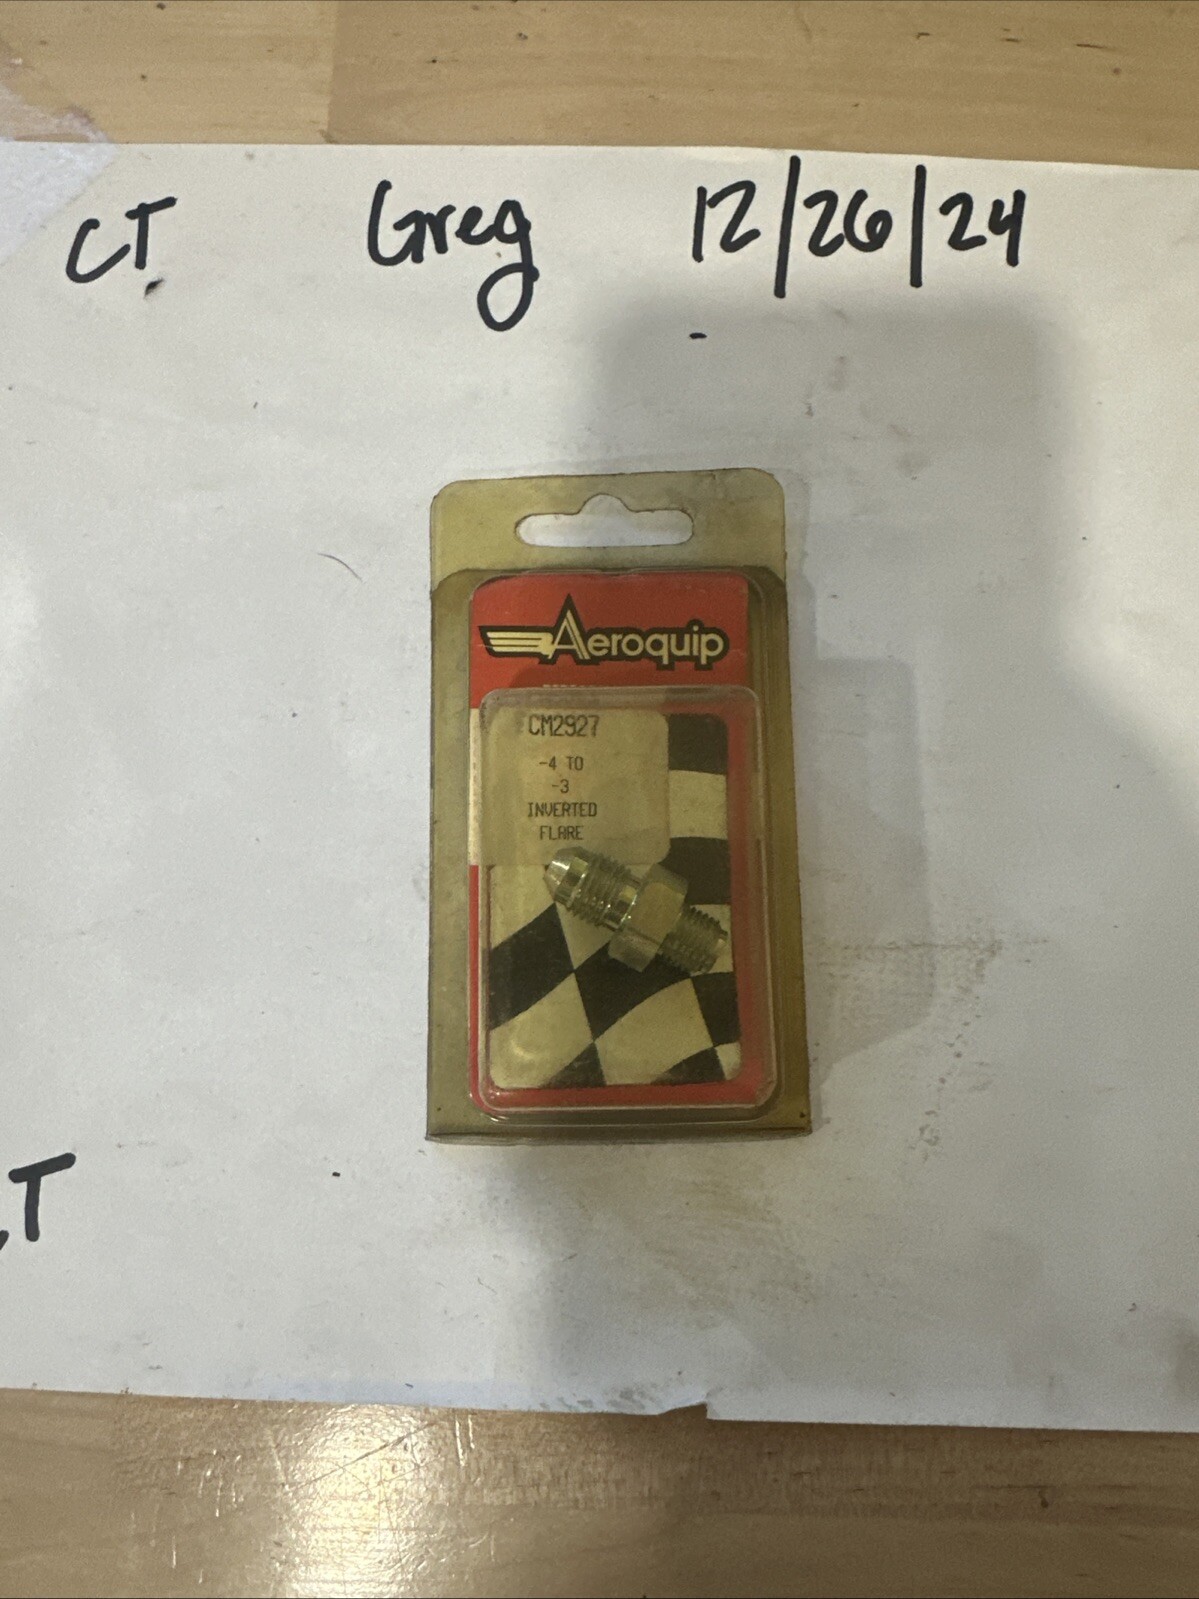 CT Greg 12/26/24
Aeroquip
CM2927
-4 TO
-3
INVERTED
FLARE
T